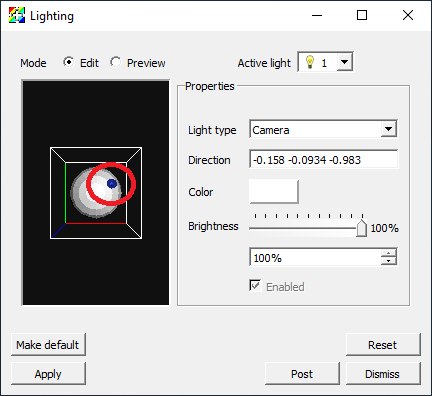 Lighting
Mode Edit Preview Active light 1
Properties
Light type Camera
Direction -0.158 -0.0934 -0.983
Color
Brightness 100%
100%
Enabled
Make default Reset
Apply Post Dismiss